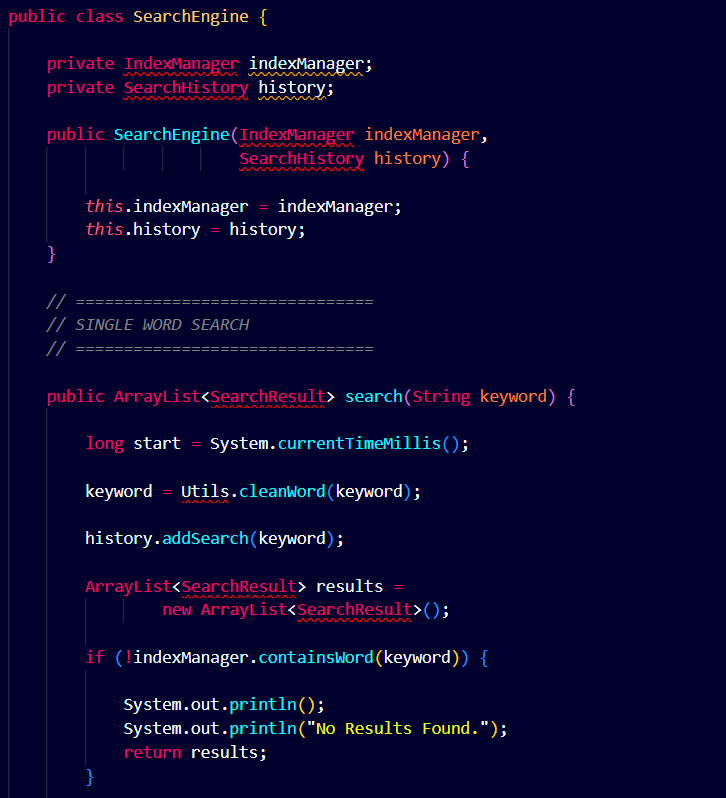 public class SearchEngine {
private IndexManager indexManager;
private SearchHistory history;
public SearchEngine(IndexManager indexManager,
SearchHistory history) {
this.indexManager = indexManager;
this.history = history;
}
// ===============================
// SINGLE WORD SEARCH
// ===============================
public ArrayList<SearchResult> search(String keyword) {
long start = System.currentTimeMillis();
keyword = Utils.cleanWord(keyword);
history.addSearch(keyword);
ArrayList<SearchResult> results =
new ArrayList<SearchResult>();
if (!indexManager.containsWord(keyword)) {
System.out.println();
System.out.println("No Results Found.");
return results;
}